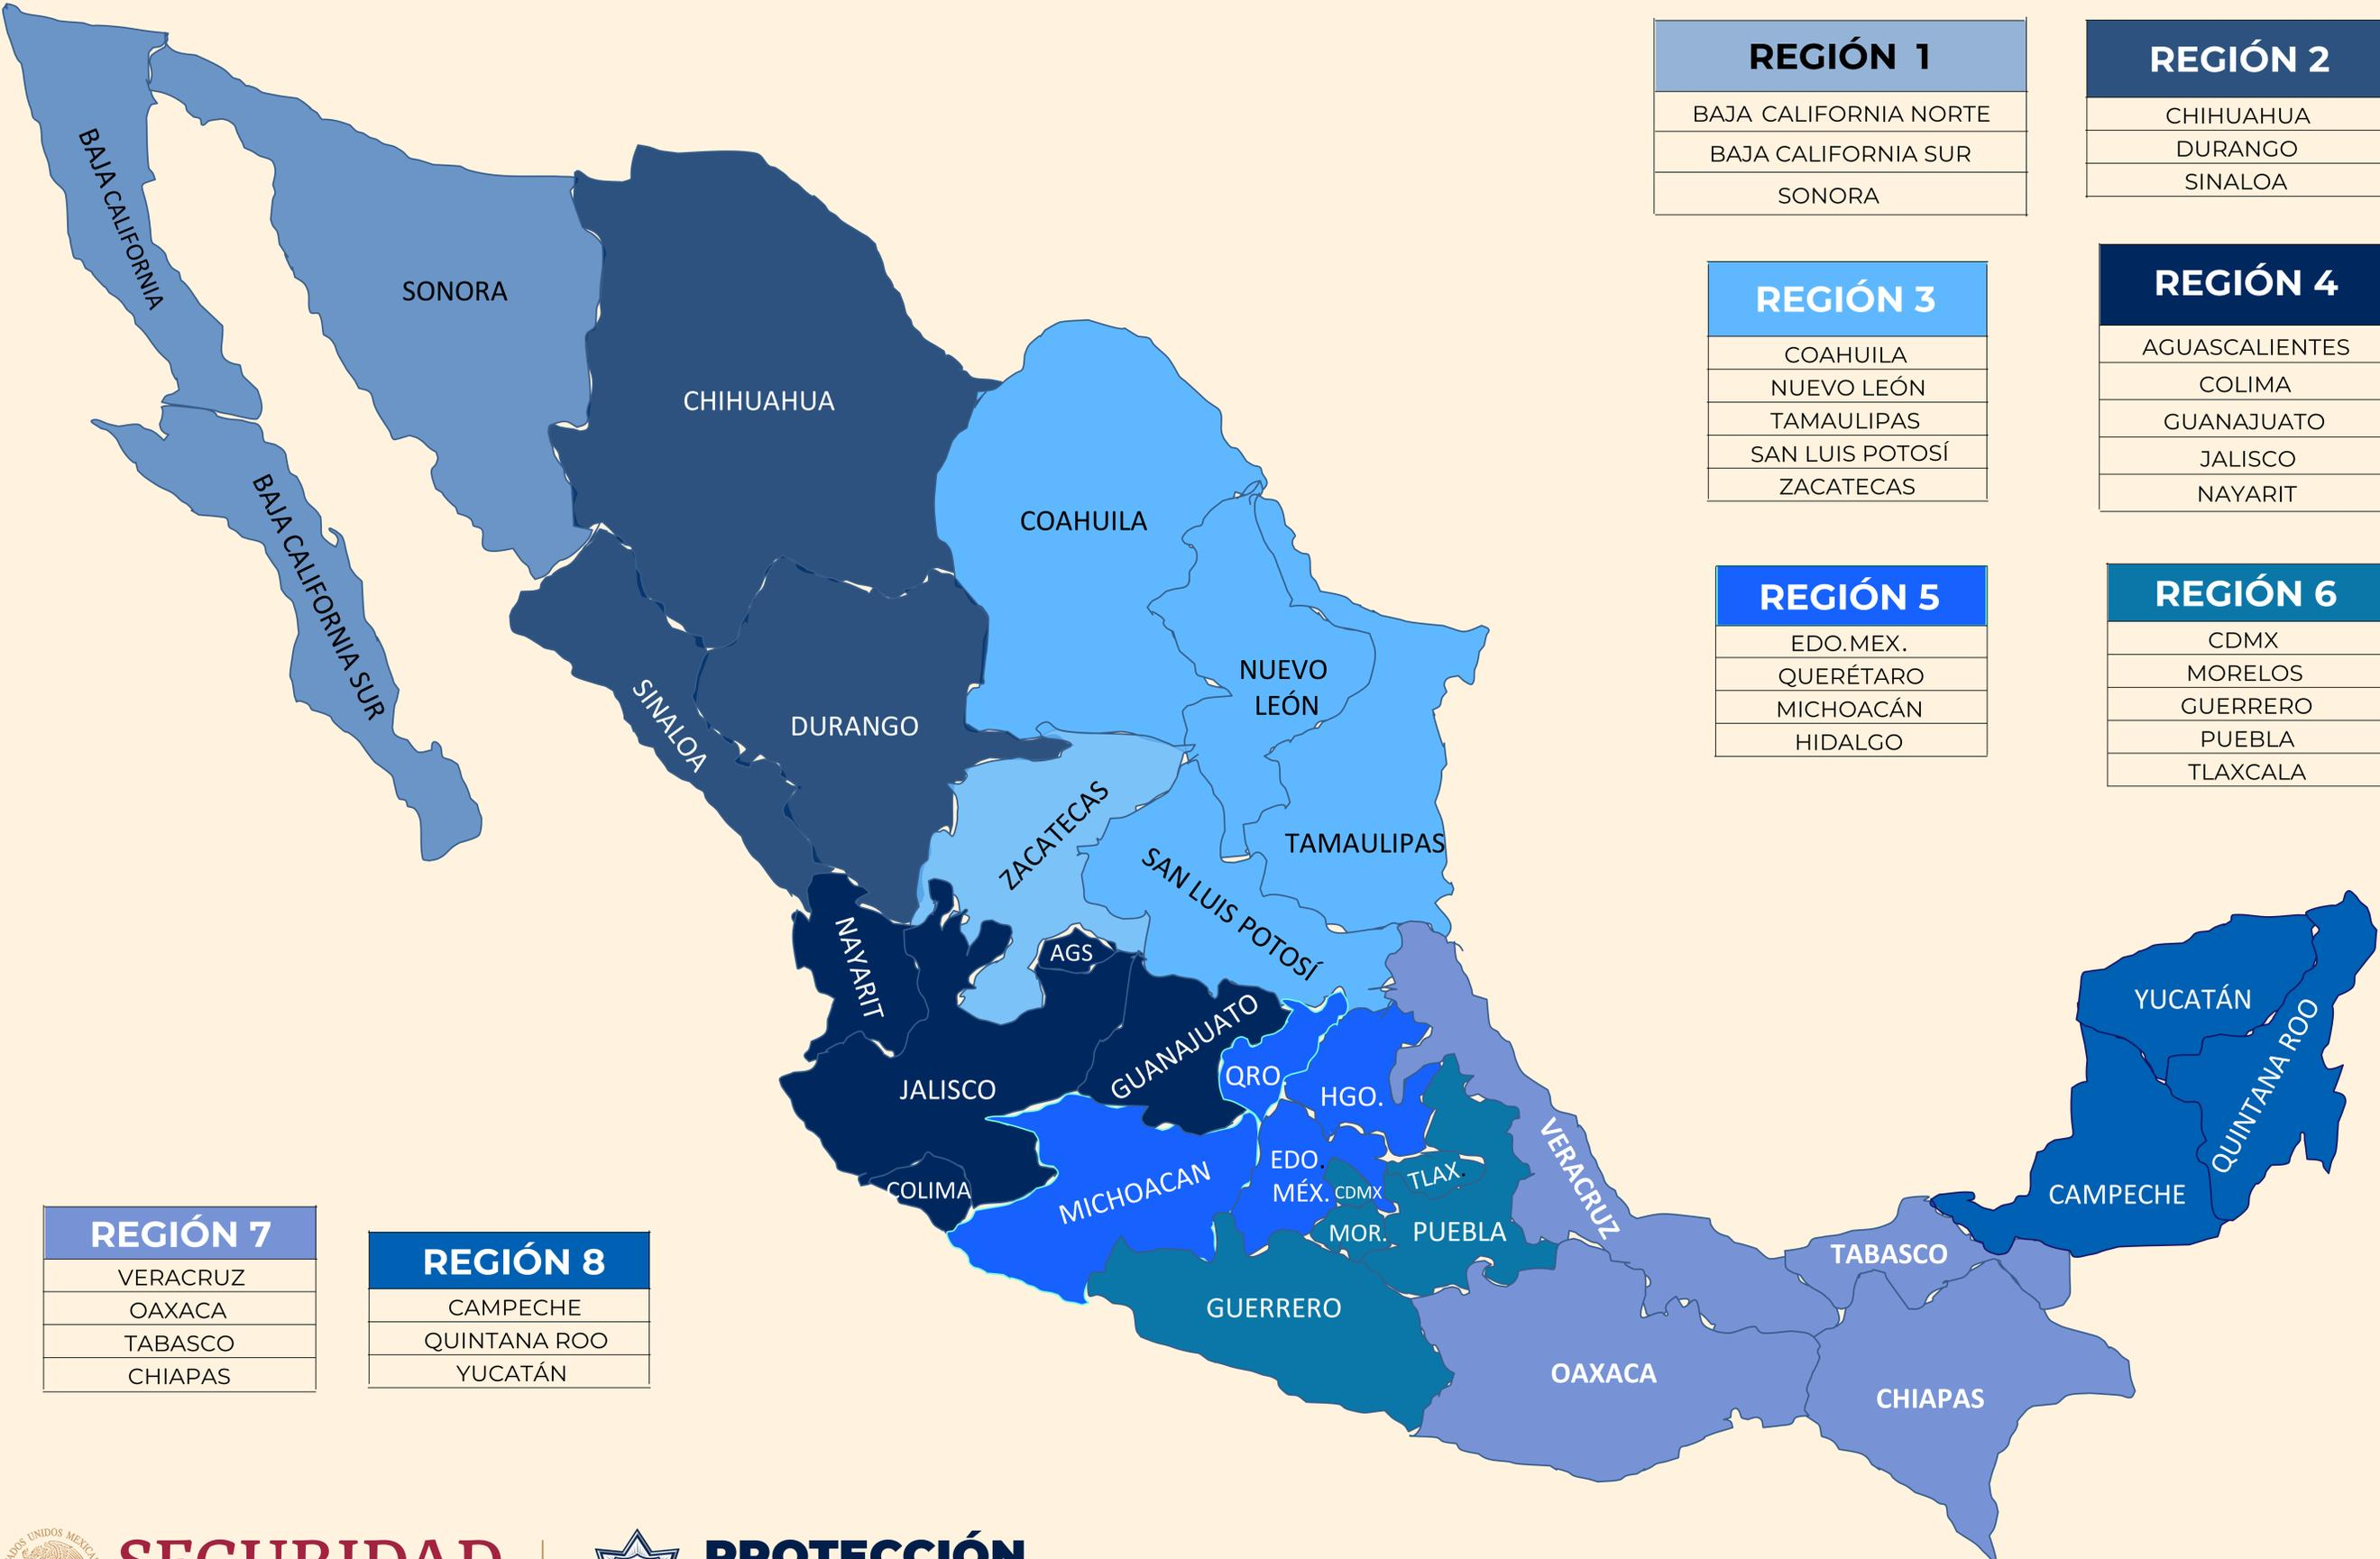 REGIÓN 1
BAJA CALIFORNIA NORTE
BAJA CALIFORNIA SUR
SONORA
REGIÓN 2
CHIHUAHUA
DURANGO
SINALOA
REGIÓN 3
COAHUILA
NUEVO LEÓN
TAMAULIPAS
SAN LUIS POTOSÍ
ZACATECAS
REGIÓN 4
AGUASCALIENTES
COLIMA
GUANAJUATO
JALISCO
NAYARIT
REGIÓN 5
EDO.MEX.
QUERÉTARO
MICHOACÁN
HIDALGO
REGIÓN 6
CDMX
MORELOS
GUERRERO
PUEBLA
TLAXCALA
BAJA CALIFORNIA
SONORA
CHIHUAHUA
BAJA CALIFORNIA SUR
COAHUILA
NUEVO
LEÓN
SINALOA
DURANGO
ZACATECAS
TAMAULIPAS
SAN LUIS POTOSÍ
NAYARIT
AGS
JALISCO
GUANAJUATO
QRO.
HGO.
COLIMA
MICHOACAN
EDO.
MÉX.
CDMX
TLAX.
MOR.
PUEBLA
VERACRUZ
GUERRERO
OAXACA
TABASCO
CHIAPAS
YUCATÁN
QUINTANA ROO
CAMPECHE
REGIÓN 7
VERACRUZ
OAXACA
TABASCO
CHIAPAS
REGIÓN 8
CAMPECHE
QUINTANA ROO
YUCATÁN
UNIDOS
SEGURIDAD
PROTECCIÓN